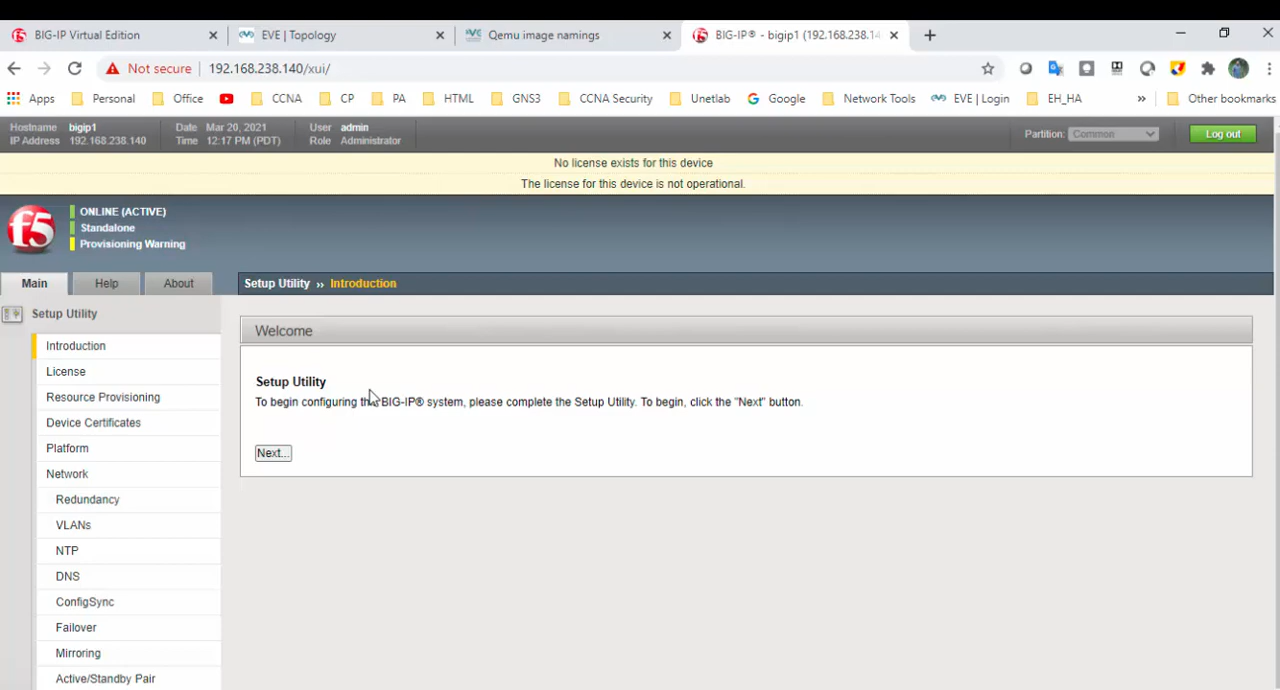 BIG-IP Virtual Edition
EVE | Topology
Qemu image namings
BIG-IP® - bigip1 (192.168.238.14
Not secure | 192.168.238.140/xui/
Apps Personal Office CCNA CP PA HTML GNS3 CCNA Security Unetlab Google Network Tools EVE | Login EH_HA » Other bookmarks
Hostname bigip1 Date Mar 20, 2021 User admin
IP Address 192.168.238.140 Time 12:17 PM (PDT) Role Administrator
Partition: Common Log out
No license exists for this device
The license for this device is not operational.
f5
ONLINE (ACTIVE)
Standalone
Provisioning Warning
Main Help About
Setup Utility ›› Introduction
Setup Utility
Introduction
License
Resource Provisioning
Device Certificates
Platform
Network
Redundancy
VLANs
NTP
DNS
ConfigSync
Failover
Mirroring
Active/Standby Pair
Welcome
Setup Utility
To begin configuring the BIG-IP® system, please complete the Setup Utility. To begin, click the "Next" button.
Next...